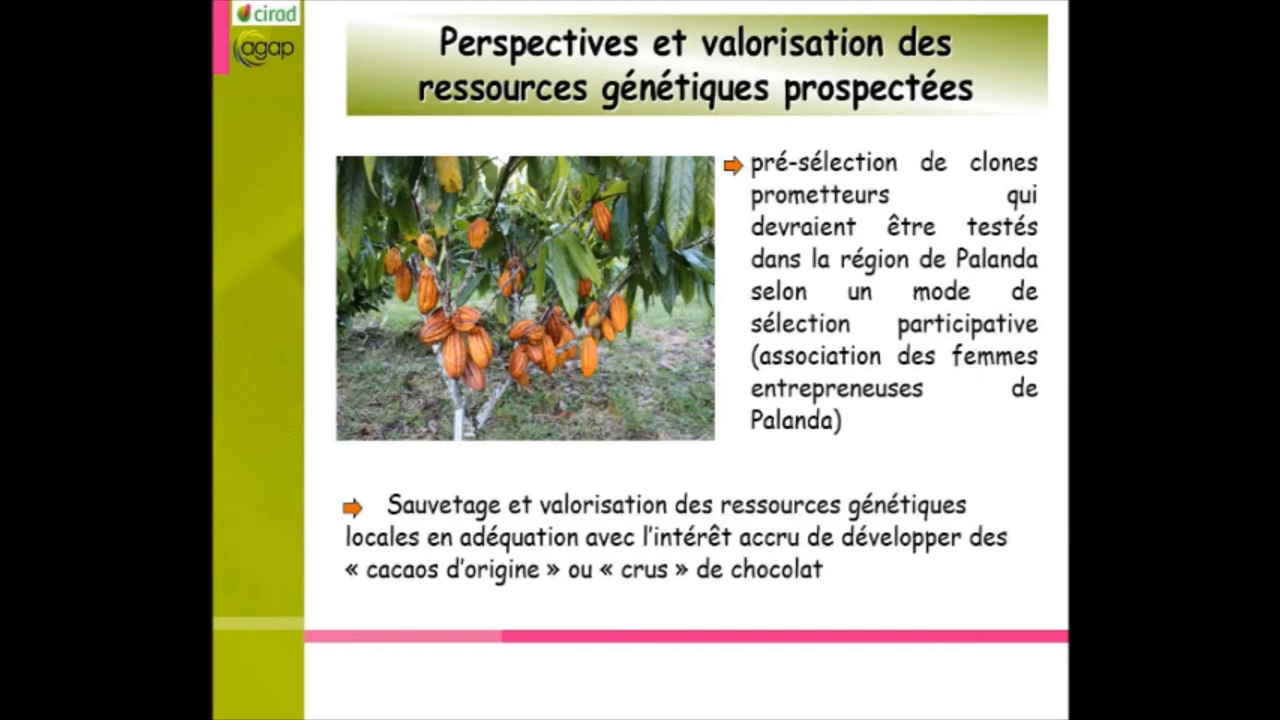 cirad
agap
Perspectives et valorisation des
ressources génétiques prospectées
pré-sélection de clones
prometteurs qui
devraient être testés
dans la région de Palanda
selon un mode de
sélection participative
(association des femmes
entrepreneuses de
Palanda)
Sauvetage et valorisation des ressources génétiques
locales en adéquation avec l'intérêt accru de développer des
« cacaos d'origine » ou « crus » de chocolat